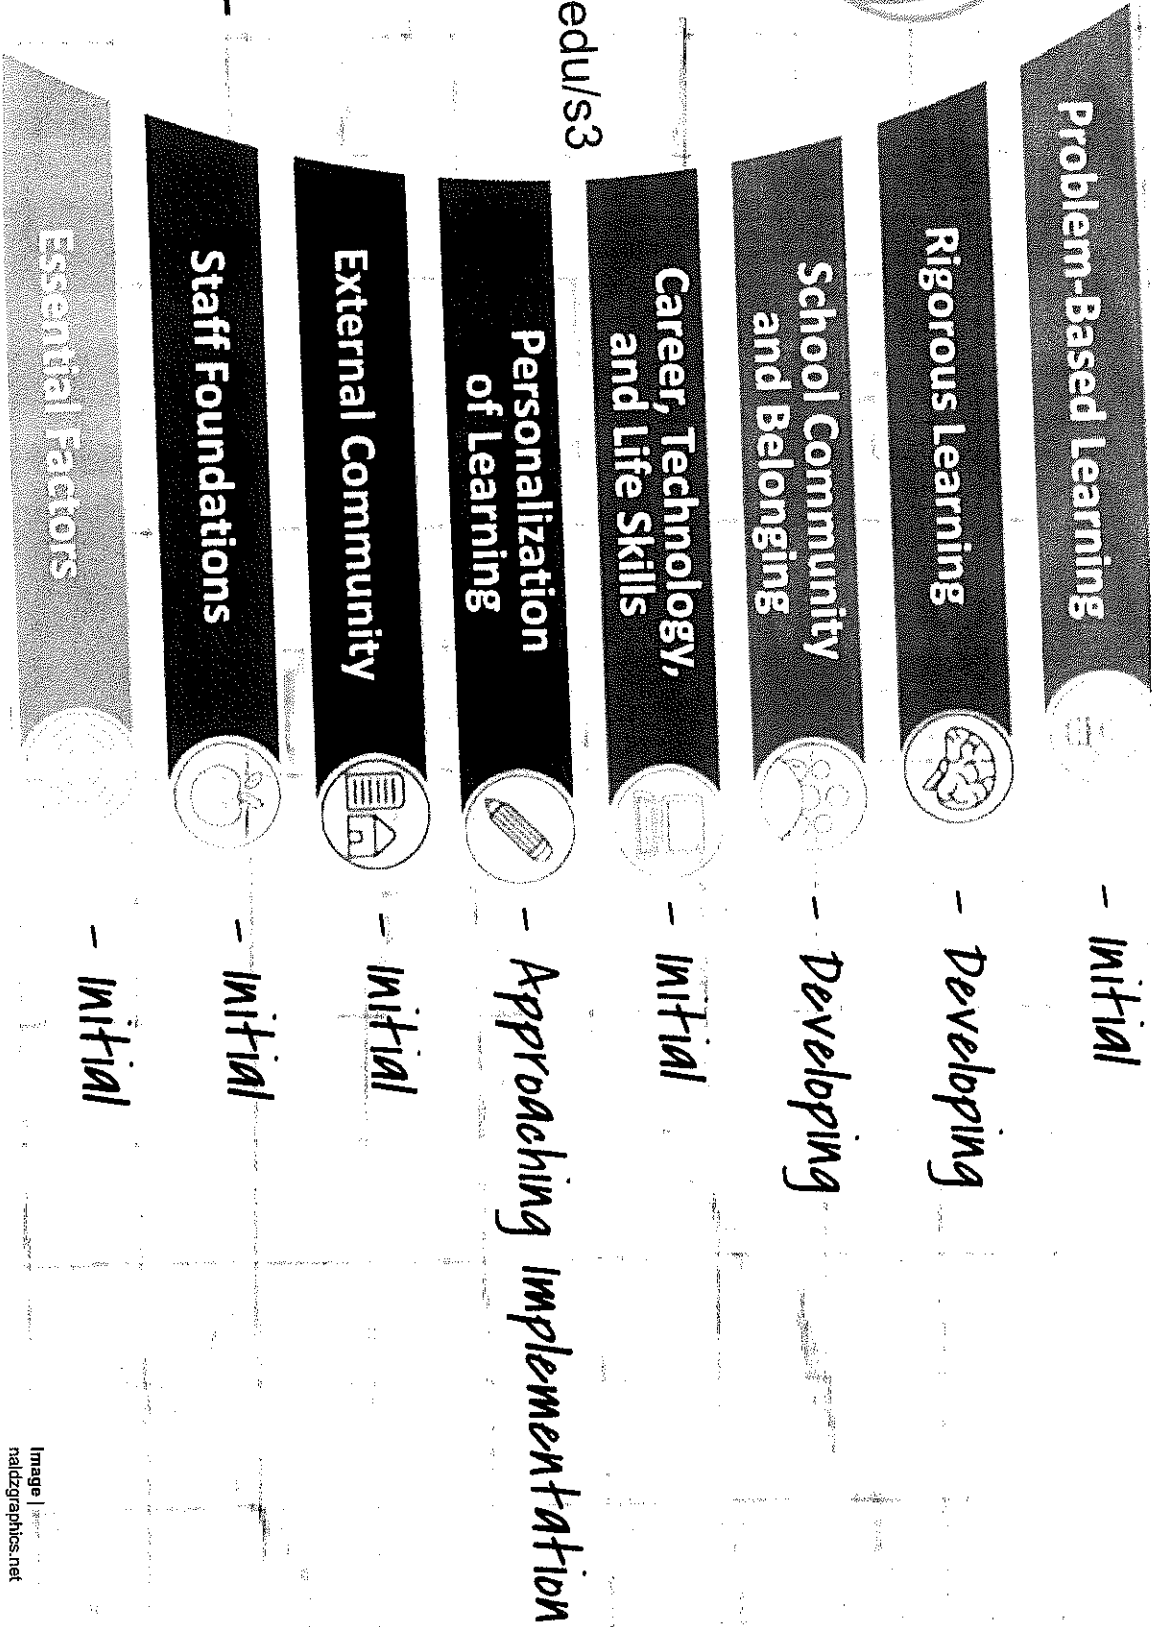 Problem-Based Learning - Initial
Rigorous Learning - Developing
School Community
and Belonging - Developing
Career, Technology,
and Life Skills - Initial
edu/s3
Personalization
of Learning - Approaching Implementation
External Community - Initial
Staff Foundations - Initial
Essential Factors - Initial
Image |
naldzgraphics.net